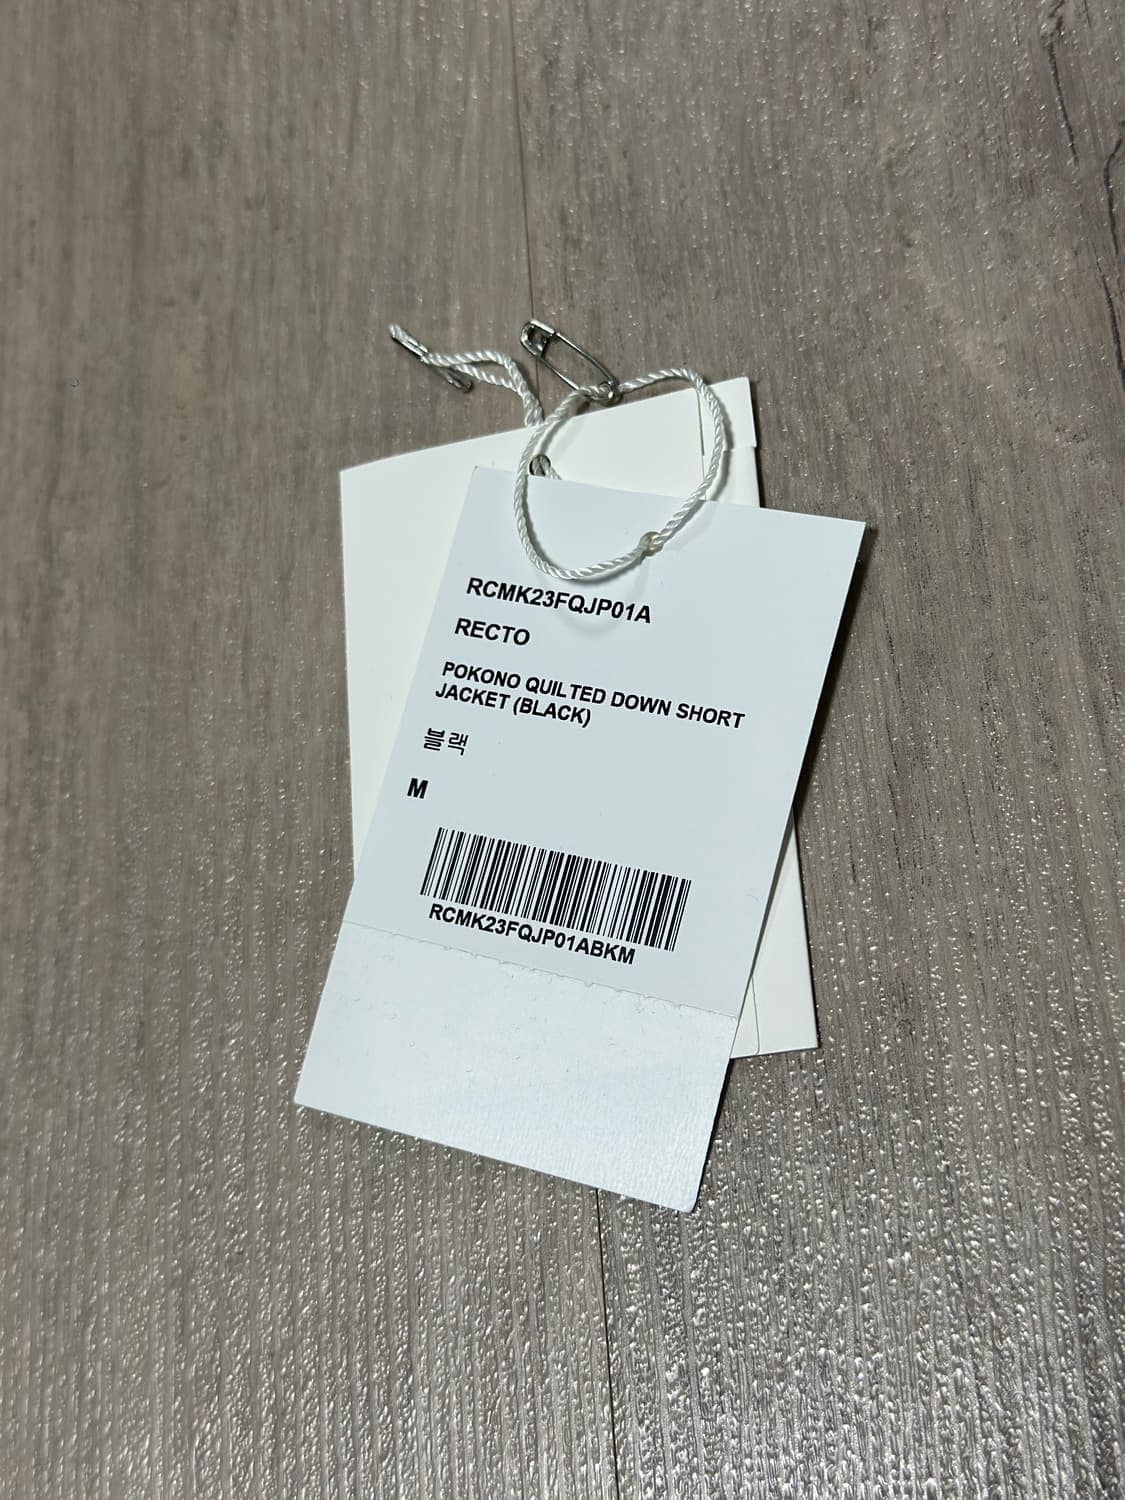 RCMK23FQJP01A
RECTO
POKONO QUILTED DOWN SHORT
JACKET (BLACK)
블랙
M
RCMK23FQJP01ABKM